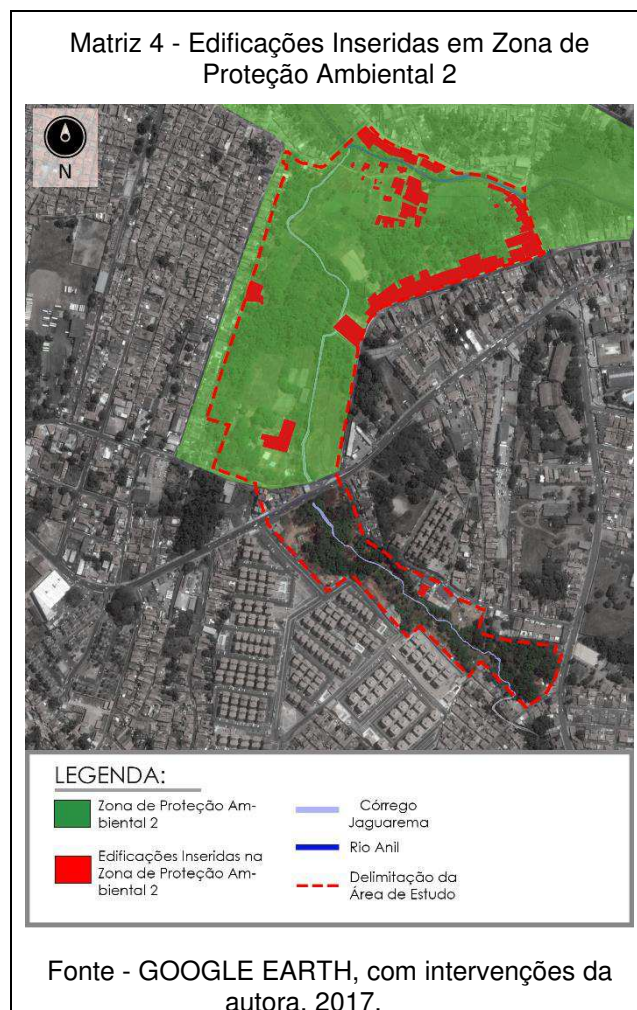 Matriz 4 - Edificações Inseridas em Zona de
Proteção Ambiental 2
N
LEGENDA:
Zona de Proteção Am-
biental 2
Edificações Inseridas na
Zona de Proteção Am-
biental 2
Córrego
Jaguarema
Rio Anil
Delimitação da
Área de Estudo
Fonte - GOOGLE EARTH, com intervenções da
autora, 2017.